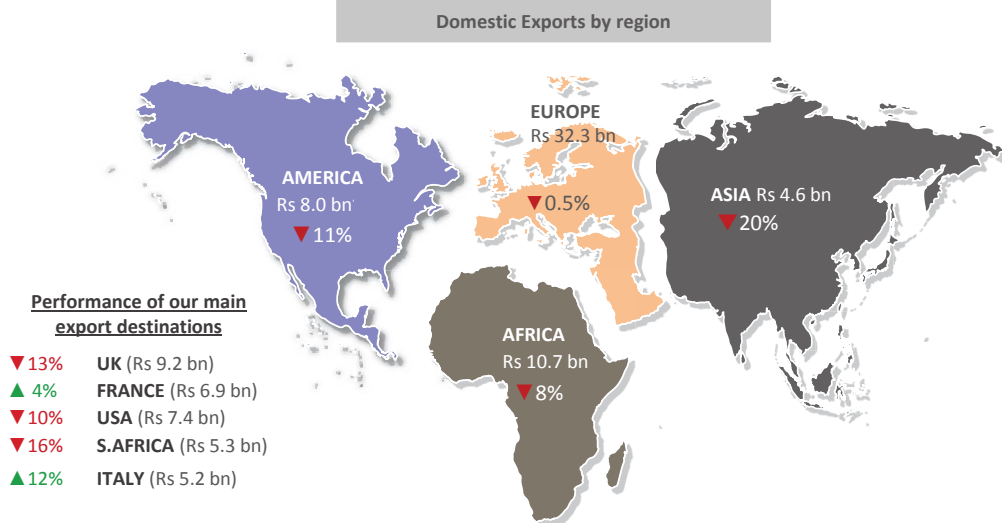 Domestic Exports by region
EUROPE
Rs 32.3 bn
▼0.5%
AMERICA
Rs 8.0 bn
▼11%
ASIA Rs 4.6 bn
▼20%
AFRICA
Rs 10.7 bn
▼8%
Performance of our main
export destinations
▼13% UK (Rs 9.2 bn)
▲4% FRANCE (Rs 6.9 bn)
▼10% USA (Rs 7.4 bn)
▼16% S.AFRICA (Rs 5.3 bn)
▲12% ITALY (Rs 5.2 bn)